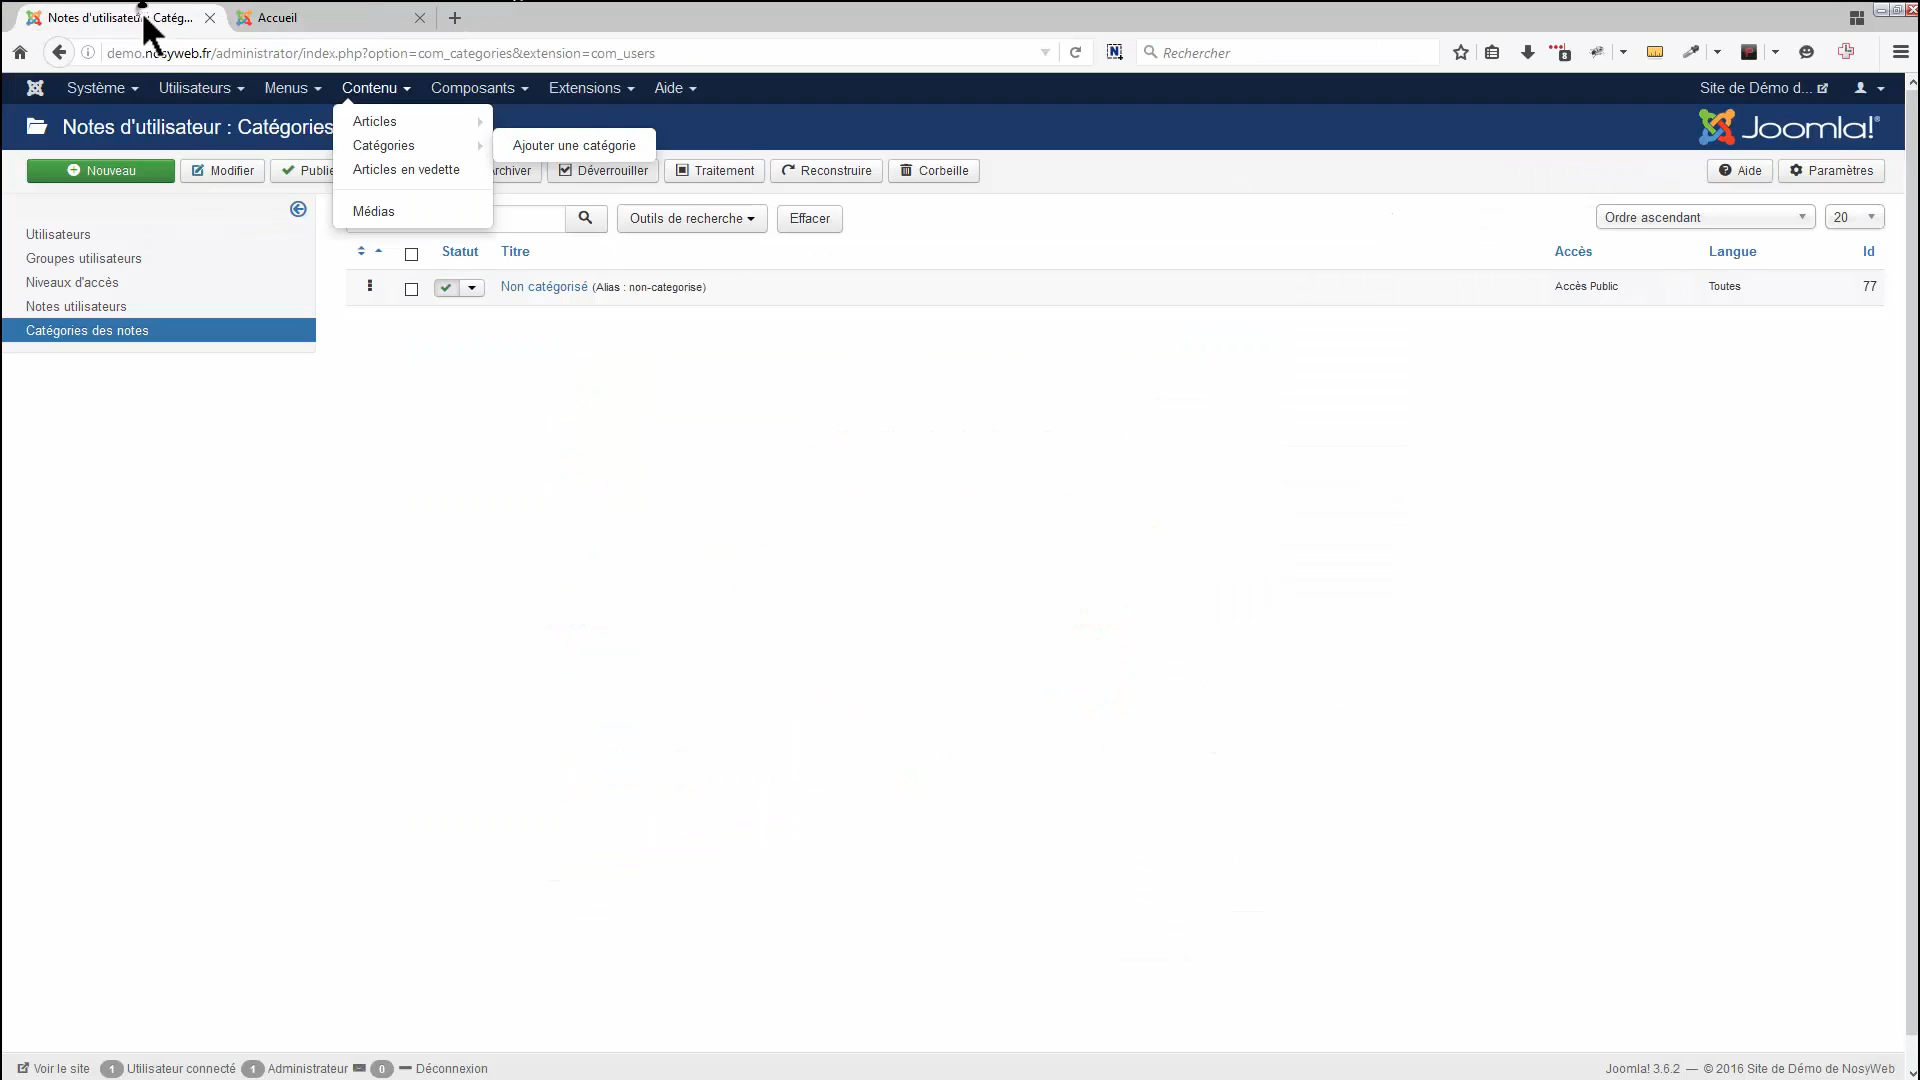 Notes d'utilisateur : Catég...
Accueil
demo.nosyweb.fr/administrator/index.php?option=com_categories&extension=com_users
Rechercher
8
Système
Utilisateurs
Menus
Contenu
Composants
Extensions
Aide
Site de Démo d...
Notes d'utilisateur : Catégories
Joomla!®
Articles
Catégories
Ajouter une catégorie
Articles en vedette
Médias
Nouveau
Modifier
Déverrouiller
Traitement
Reconstruire
Corbeille
Aide
Paramètres
Outils de recherche
Effacer
Ordre ascendant
20
Utilisateurs
Groupes utilisateurs
Niveaux d'accès
Notes utilisateurs
Catégories des notes
Statut
Titre
Accès
Langue
Id
Non catégorisé (Alias : non-categorise)
Accès Public
Toutes
77
Voir le site
1 Utilisateur connecté
1 Administrateur
0
Déconnexion
Joomla! 3.6.2 — © 2016 Site de Démo de NosyWeb